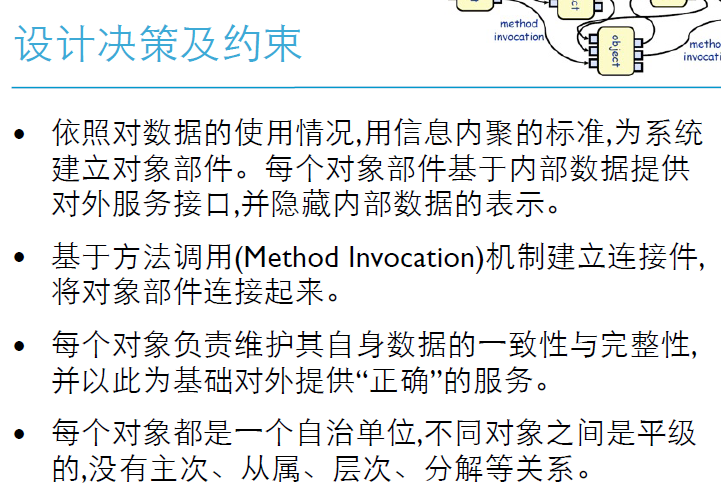 ct
method
invocation
object
metho
invocati
设计决策及约束
• 依照对数据的使用情况,用信息内聚的标准,为系统
建立对象部件。每个对象部件基于内部数据提供
对外服务接口,并隐藏内部数据的表示。
• 基于方法调用(Method Invocation)机制建立连接件,
将对象部件连接起来。
• 每个对象负责维护其自身数据的一致性与完整性,
并以此为基础对外提供“正确”的服务。
• 每个对象都是一个自治单位,不同对象之间是平级
的,没有主次、从属、层次、分解等关系。